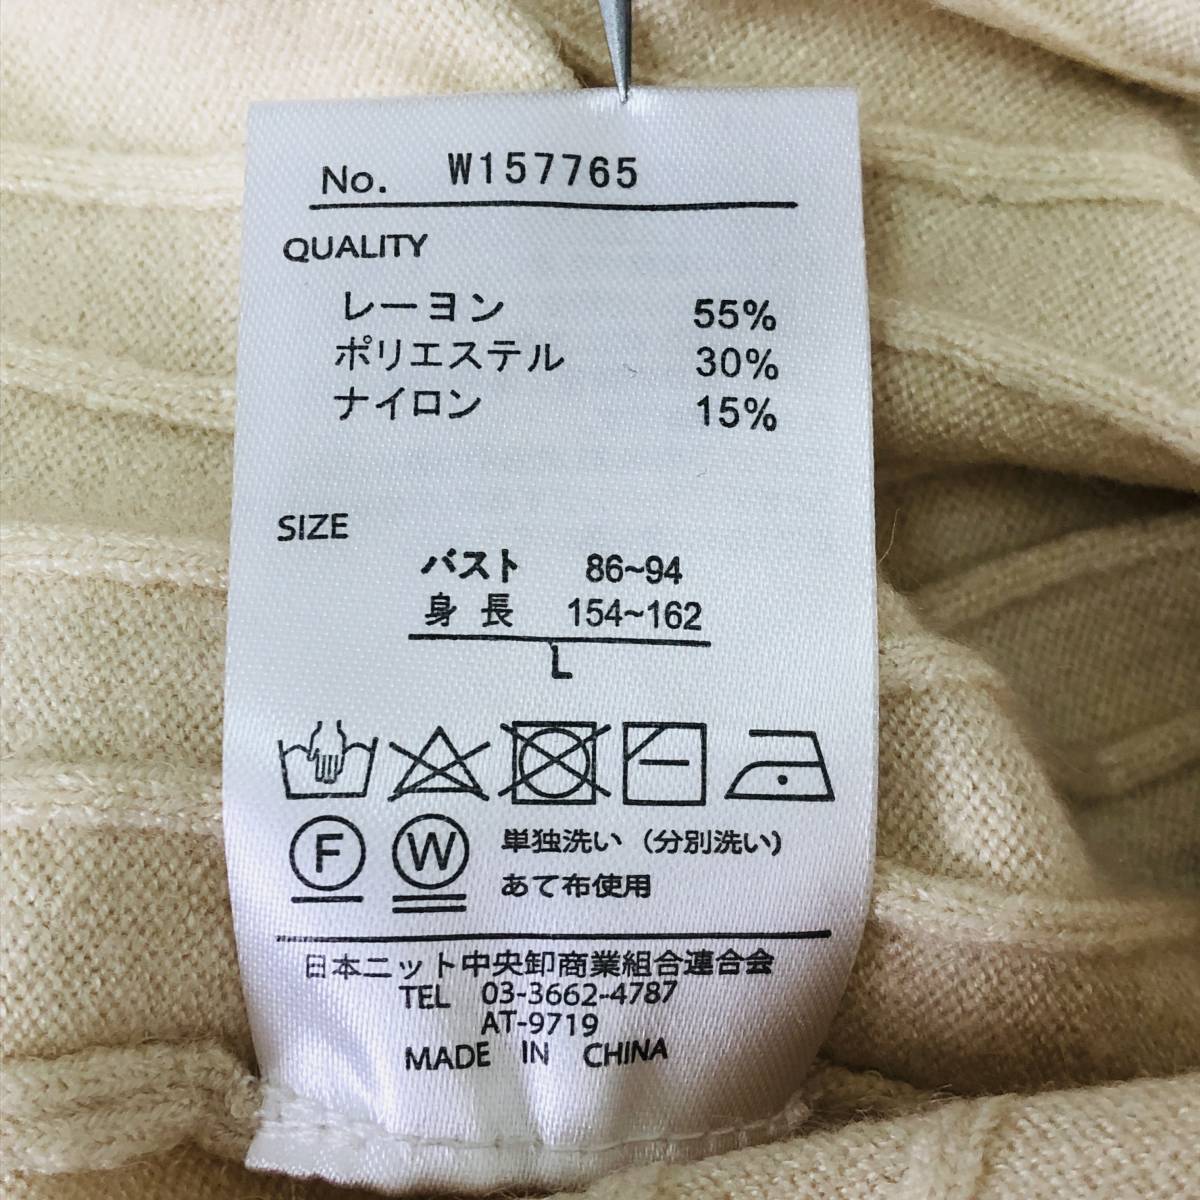 No. W157765
QUALITY
レーヨン 55%
ポリエステル 30%
ナイロン 15%
SIZE
バスト 86~94
身長 154~162
L
F W 単独洗い（分別洗い）
あて布使用
日本ニット中央卸商業組合連合会
TEL 03-3662-4787
AT-9719
MADE IN CHINA